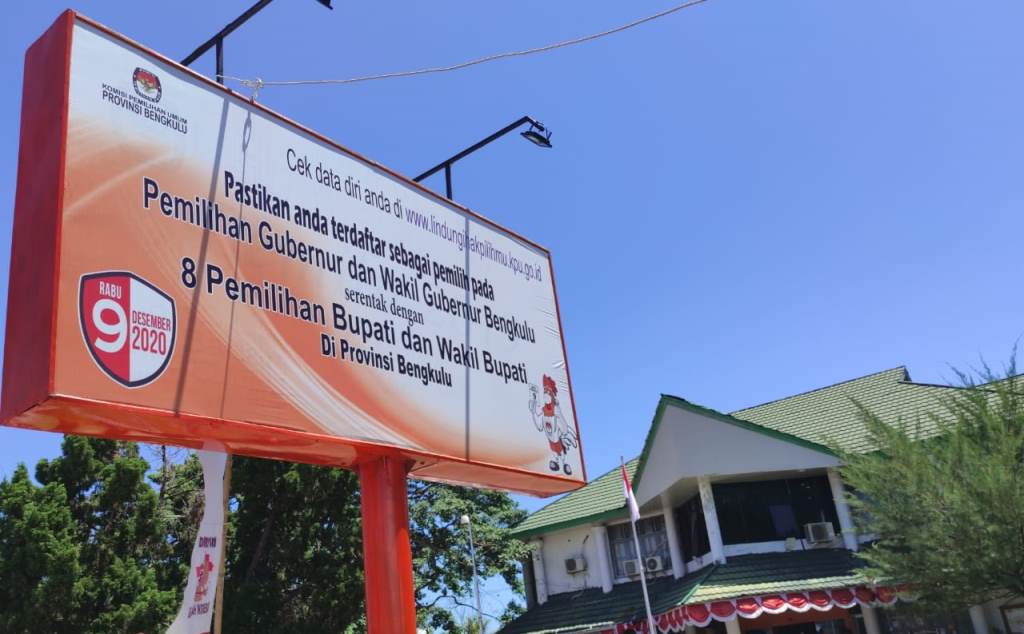 KOMISI PEMILIHAN UMUM
PROVINSI BENGKULU
Cek data diri anda di www.lindungihakpilihmu.kpu.go.id
Pastikan anda terdaftar sebagai pemilih pada
Pemilihan Gubernur dan Wakil Gubernur Bengkulu
serentak dengan
8 Pemilihan Bupati dan Wakil Bupati
Di Provinsi Bengkulu
RABU
9
DESEMBER
2020